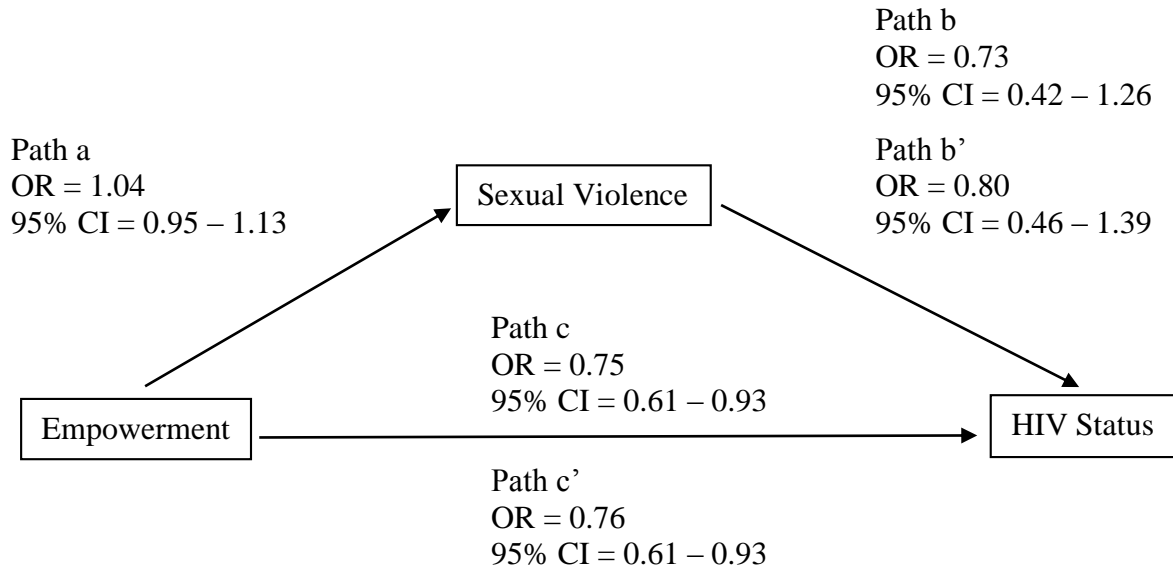 Path b
OR = 0.73
95% CI = 0.42 – 1.26
Path a
OR = 1.04
95% CI = 0.95 – 1.13
Path b’
OR = 0.80
95% CI = 0.46 – 1.39
Sexual Violence
Path c
OR = 0.75
95% CI = 0.61 – 0.93
Empowerment
HIV Status
Path c’
OR = 0.76
95% CI = 0.61 – 0.93